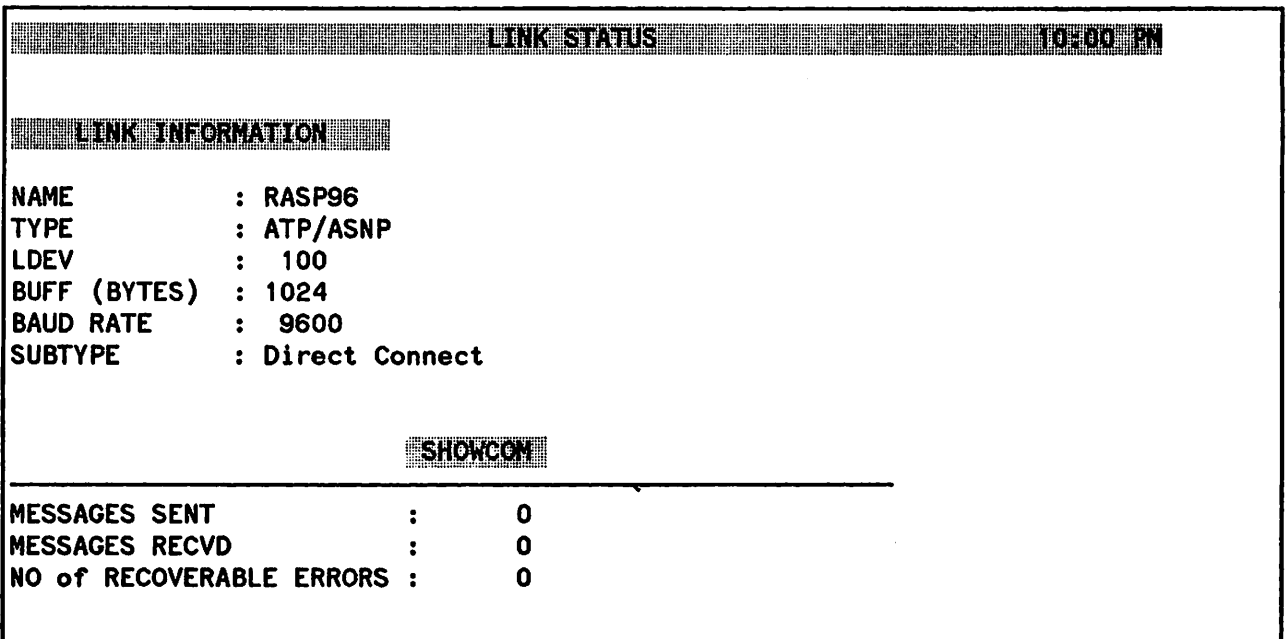 LINK STATUS 10:00 PM
LINK INFORMATION
NAME : RASP96
TYPE : ATP/ASNP
LDEV : 100
BUFF (BYTES) : 1024
BAUD RATE : 9600
SUBTYPE : Direct Connect
SHOWCOM
MESSAGES SENT : 0
MESSAGES RECVD : 0
NO of RECOVERABLE ERRORS : 0